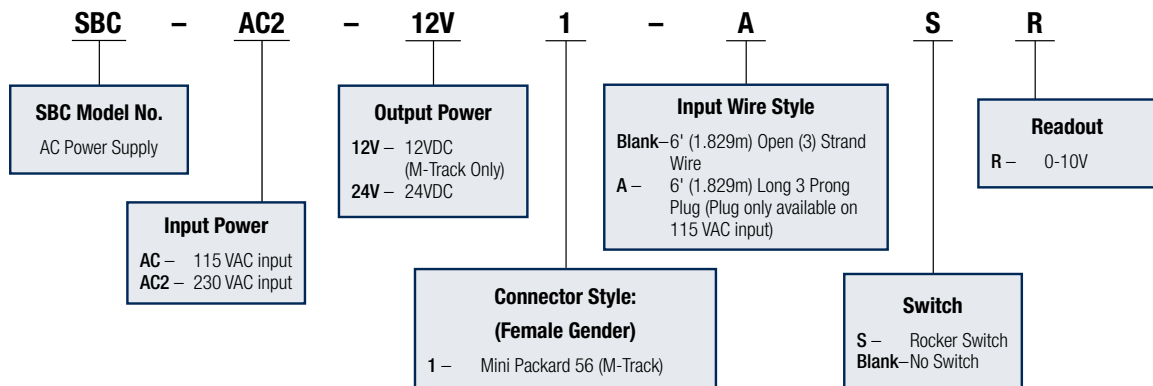 SBC – AC2 – 12V 1 – A S R
SBC Model No.
AC Power Supply
Input Power
AC – 115 VAC input
AC2 – 230 VAC input
Output Power
12V – 12VDC
(M-Track Only)
24V – 24VDC
Connector Style:
(Female Gender)
1 – Mini Packard 56 (M-Track)
Input Wire Style
Blank–6' (1.829m) Open (3) Strand
Wire
A – 6' (1.829m) Long 3 Prong
Plug (Plug only available on
115 VAC input)
Switch
S – Rocker Switch
Blank–No Switch
Readout
R – 0-10V